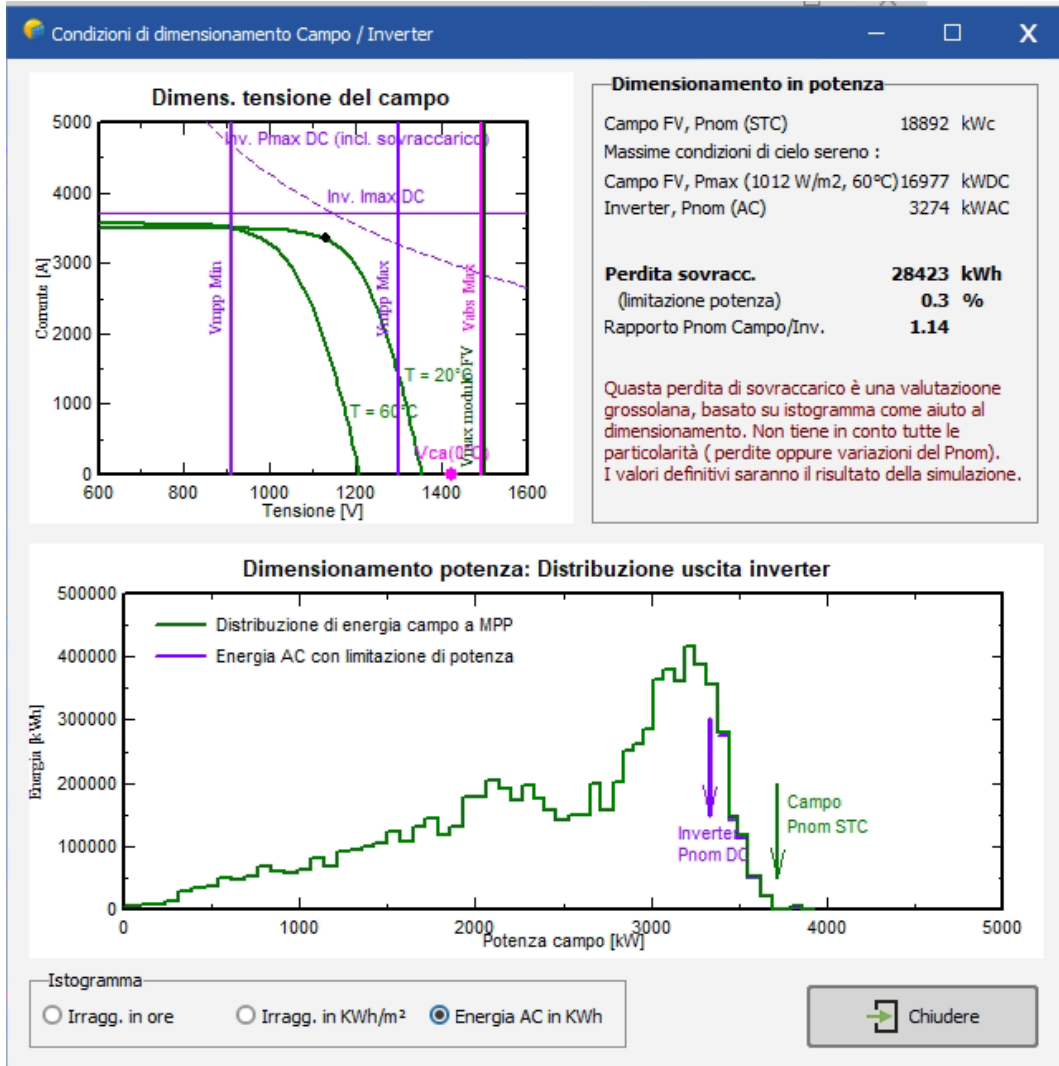 Condizioni di dimensionamento Campo / Inverter
Dimens. tensione del campo
5000
4000
3000
2000
1000
0
Corrente [A]
Inv. Pmax DC (incl. sovraccarico)
Inv. Imax DC
Vmpp Min
Vmpp Max
Vabs Max
Vmax modulo FV
T = 20°C
T = 60°C
Vca(0°C)
600
800
1000
1200
1400
1600
Tensione [V]
Dimensionamento in potenza
Campo FV, Pnom (STC) 18892 kWc
Massime condizioni di cielo sereno :
Campo FV, Pmax (1012 W/m2, 60°C) 16977 kWDC
Inverter, Pnom (AC) 3274 kWAC
Perdita sovracc. 28423 kWh
(limitazione potenza) 0.3 %
Rapporto Pnom Campo/Inv. 1.14
Quasta perdita di sovraccarico è una valutazioone
grossolana, basato su istogramma come aiuto al
dimensionamento. Non tiene in conto tutte le
particolarità ( perdite oppure variazioni del Pnom).
I valori definitivi saranno il risultato della simulazione.
Dimensionamento potenza: Distribuzione uscita inverter
500000
400000
300000
200000
100000
0
Energia [kWh]
Distribuzione di energia campo a MPP
Energia AC con limitazione di potenza
Inverter
Pnom DC
Campo
Pnom STC
0
1000
2000
3000
4000
5000
Potenza campo [kW]
Istogramma
Irragg. in ore
Irragg. in KWh/m²
Energia AC in KWh
Chiudere